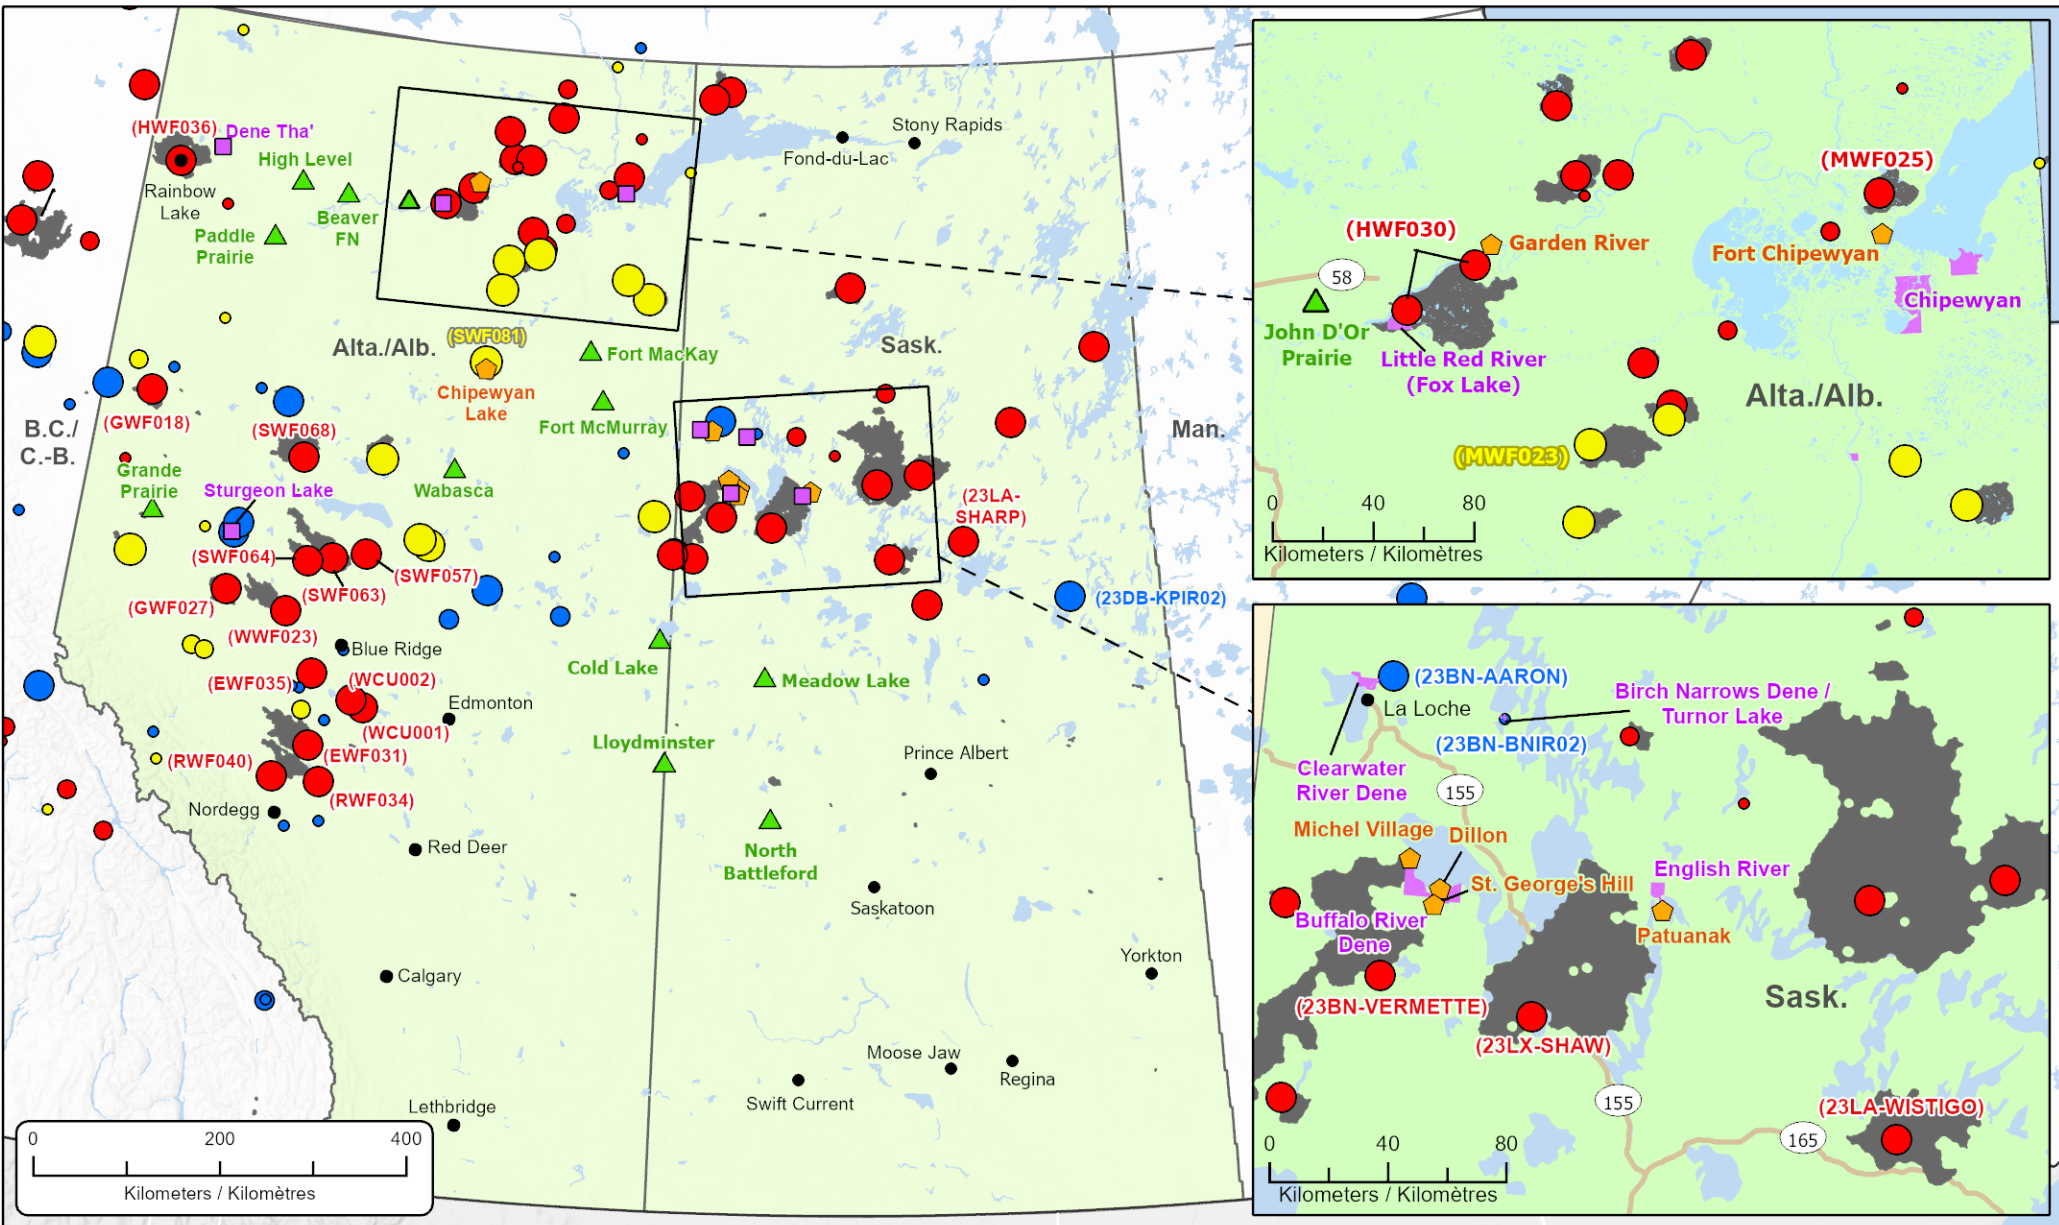 (HWF036)
Dene Tha'
High Level
Rainbow
Lake
Beaver
FN
Paddle
Prairie
Fond-du-Lac
Stony Rapids
Alta./Alb.
(SWF081)
Chipewyan
Lake
Fort MacKay
Fort McMurray
Sask.
Man.
B.C./
C.-B.
(GWF018)
(SWF068)
Grande
Prairie
Sturgeon Lake
Wabasca
(SWF064)
(SWF057)
(SWF063)
(GWF027)
(WWF023)
Blue Ridge
(EWF035)
(WCU002)
Edmonton
(WCU001)
(EWF031)
(RWF040)
(RWF034)
Nordegg
Red Deer
Calgary
Lethbridge
(23LA-
SHARP)
(23DB-KPIR02)
Cold Lake
Meadow Lake
Lloydminster
Prince Albert
North
Battleford
Saskatoon
Yorkton
Moose Jaw
Regina
Swift Current
0 200 400
Kilometers / Kilomètres
(MWF025)
(HWF030)
Garden River
Fort Chipewyan
58
Chipewyan
John D'Or
Prairie
Little Red River
(Fox Lake)
Alta./Alb.
(MWF023)
0 40 80
Kilometers / Kilomètres
(23BN-AARON)
La Loche
Birch Narrows Dene /
Turnor Lake
(23BN-BNIR02)
Clearwater
River Dene
155
Michel Village
Dillon
English River
St. George's Hill
Buffalo River
Dene
Patuanak
Sask.
(23BN-VERMETTE)
(23LX-SHAW)
155
(23LA-WISTIGO)
165
0 40 80
Kilometers / Kilomètres